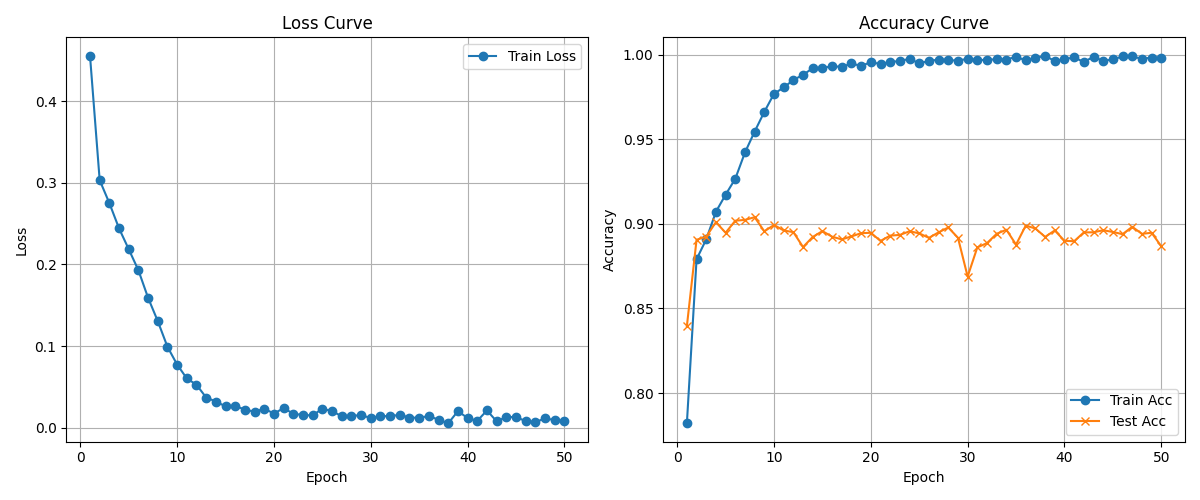 Loss Curve
Train Loss
Loss
0.4
0.3
0.2
0.1
0.0
0 10 20 30 40 50
Epoch
Accuracy Curve
Accuracy
1.00
0.95
0.90
0.85
0.80
Train Acc
Test Acc
0 10 20 30 40 50
Epoch